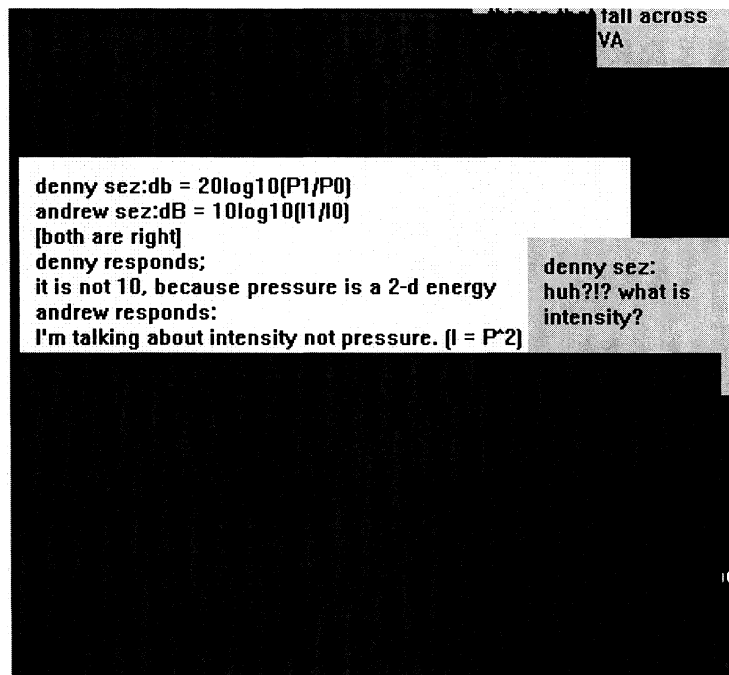 fall across
VA
denny sez:db = 20log10(P1/P0)
andrew sez:dB = 10log10(I1/I0)
[both are right]
denny responds;
it is not 10, because pressure is a 2-d energy
andrew responds:
I'm talking about intensity not pressure. (I = P^2)
denny sez:
huh?!? what is
intensity?